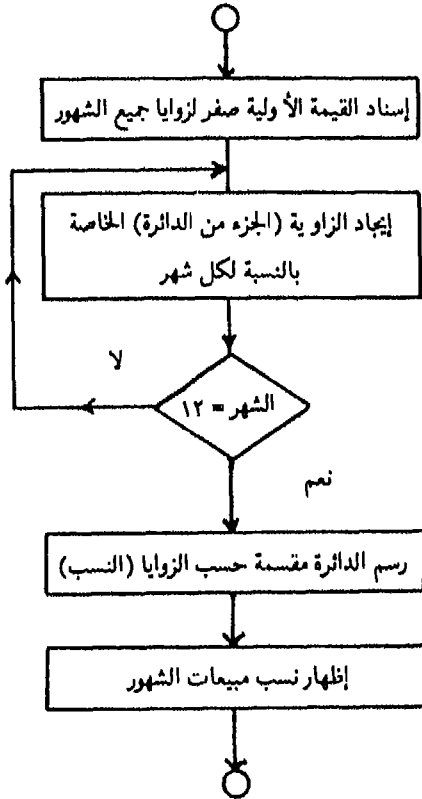 إسناد القيمة الأولية صفر لزوايا جميع الشهور
إيجاد الزاوية (الجزء من الدائرة) الخاصة
بالنسبة لكل شهر
لا
الشهر = ١٢
نعم
رسم الدائرة مقسمة حسب الزوايا (النسب)
إظهار نسب مبيعات الشهور